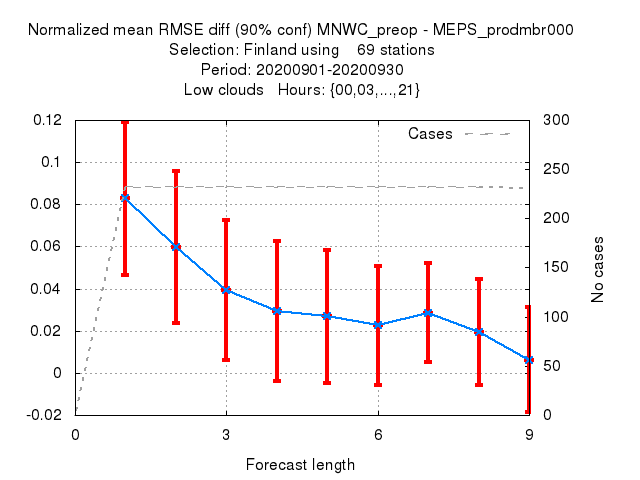 Normalized mean RMSE diff (90% conf) MNWC_preop - MEPS_prodmbr000
Selection: Finland using 69 stations
Period: 20200901-20200930
Low clouds Hours: {00,03,...,21}
Cases
0.12
0.1
0.08
0.06
0.04
0.02
0
-0.02
300
250
200
150
100
50
0
No cases
0 3 6 9
Forecast length